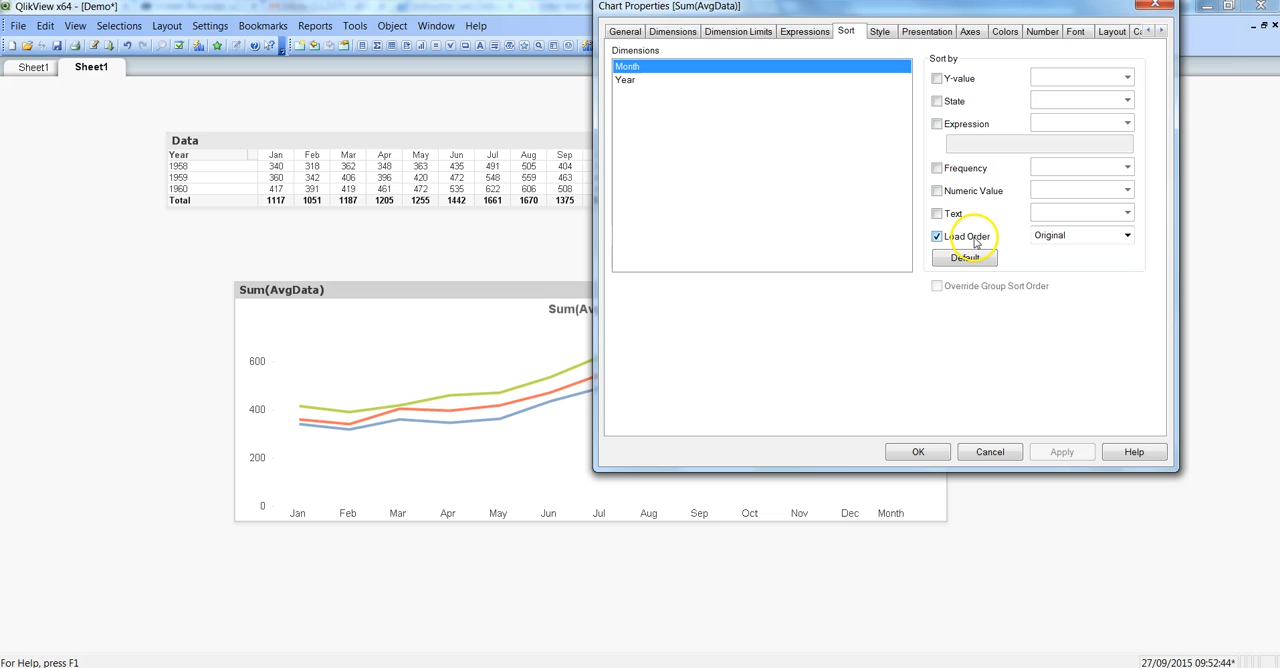 QlikView x64 - [Demo*]
File Edit View Selections Layout Settings Bookmarks Reports Tools Object Window Help
Sheet1 Sheet1
Data
Year Jan Feb Mar Apr May Jun Jul Aug Sep
1958 340 318 362 348 363 435 491 505 404
1959 360 342 406 396 420 472 548 559 463
1960 417 391 419 461 472 535 622 606 508
Total 1117 1051 1187 1205 1255 1442 1661 1670 1375
Sum(AvgData)
600
400
200
0
Jan Feb Mar Apr May Jun Jul Aug Sep Oct Nov Dec Month
Chart Properties [Sum(AvgData)]
General Dimensions Dimension Limits Expressions Sort Style Presentation Axes Colors Number Font Layout
Dimensions
Month
Year
Sort by
Y-value
State
Expression
Frequency
Numeric Value
Text
Load Order Original
Default
Override Group Sort Order
OK Cancel Apply Help
For Help, press F1
27/09/2015 09:52:44*